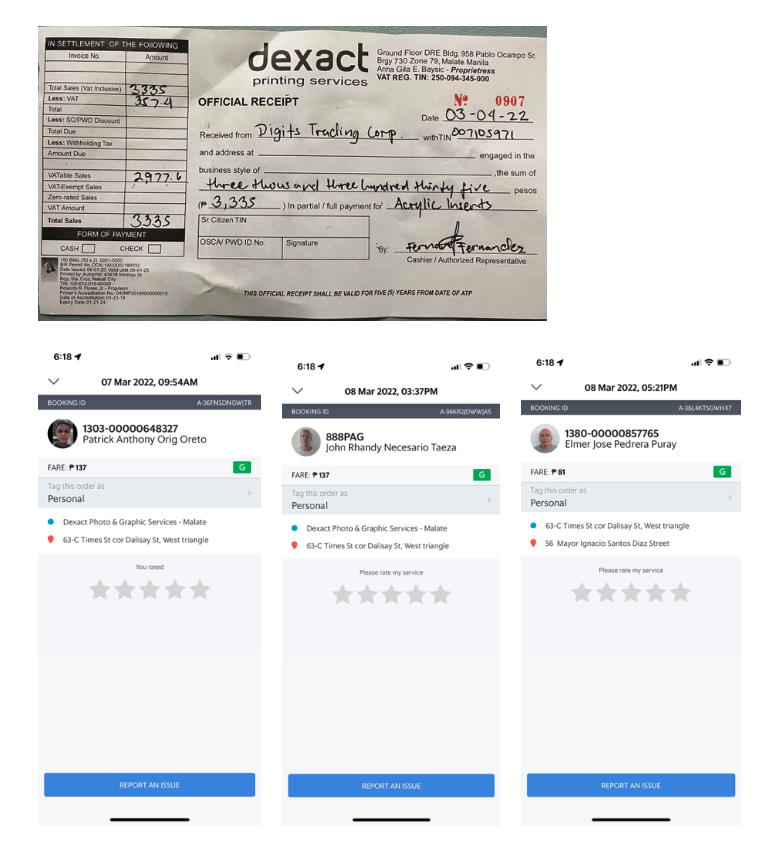 IN SETTLEMENT OF THE FOLLOWING
Invoice No. Amount
Total Sales (Vat Inclusive) 3335
Less: VAT 357.4
Total
Less: SC/PWD Discount
Total Due
Less: Withholding Tax
Amount Due
VATable Sales 2977.6
VAT-Exempt Sales
Zero-rated Sales
VAT Amount
Total Sales 3335
FORM OF PAYMENT
CASH CHECK
100 Bkls. (50 x 2) 0001-5000
dexact
printing services
Ground Floor DRE Bldg. 958 Pablo Ocampo Sr.
Brgy 730 Zone 79, Malate Manila
Anna Gila E. Baysic - Proprietress
VAT REG. TIN: 250-094-345-000
OFFICIAL RECEIPT
Nº 0907
Date 03-04-22
Received from Digits Trading Corp. with TIN 007105971
and address at engaged in the
business style of , the sum of
three thousand three hundred thirty five pesos
(₱ 3,335 ) In partial / full payment for Acrylic Inserts
Sr. Citizen TIN
OSCA/ PWD ID No. Signature
By: Fernando Fernandez
Cashier / Authorized Representative
THIS OFFICIAL RECEIPT SHALL BE VALID FOR FIVE (5) YEARS FROM DATE OF ATP
6:18
07 Mar 2022, 09:54AM
BOOKING ID A-36FNSDNGWJTR
1303-00000648327
Patrick Anthony Orig Oreto
FARE: ₱ 137 G
Tag this order as
Personal
Dexact Photo & Graphic Services - Malate
63-C Times St cor Dalisay St, West triangle
You rated
REPORT AN ISSUE
6:18
08 Mar 2022, 03:37PM
BOOKING ID A-36KR2JDWWJAS
888PAG
John Rhandy Necesario Taeza
FARE: ₱ 137 G
Tag this order as
Personal
Dexact Photo & Graphic Services - Malate
63-C Times St cor Dalisay St, West triangle
Please rate my service
REPORT AN ISSUE
6:18
08 Mar 2022, 05:21PM
BOOKING ID A-36L4KTSGWHX7
1380-00000857765
Elmer Jose Pedrera Puray
FARE: ₱ 81 G
Tag this order as
Personal
63-C Times St cor Dalisay St, West triangle
56 Mayor Ignacio Santos Diaz Street
Please rate my service
REPORT AN ISSUE